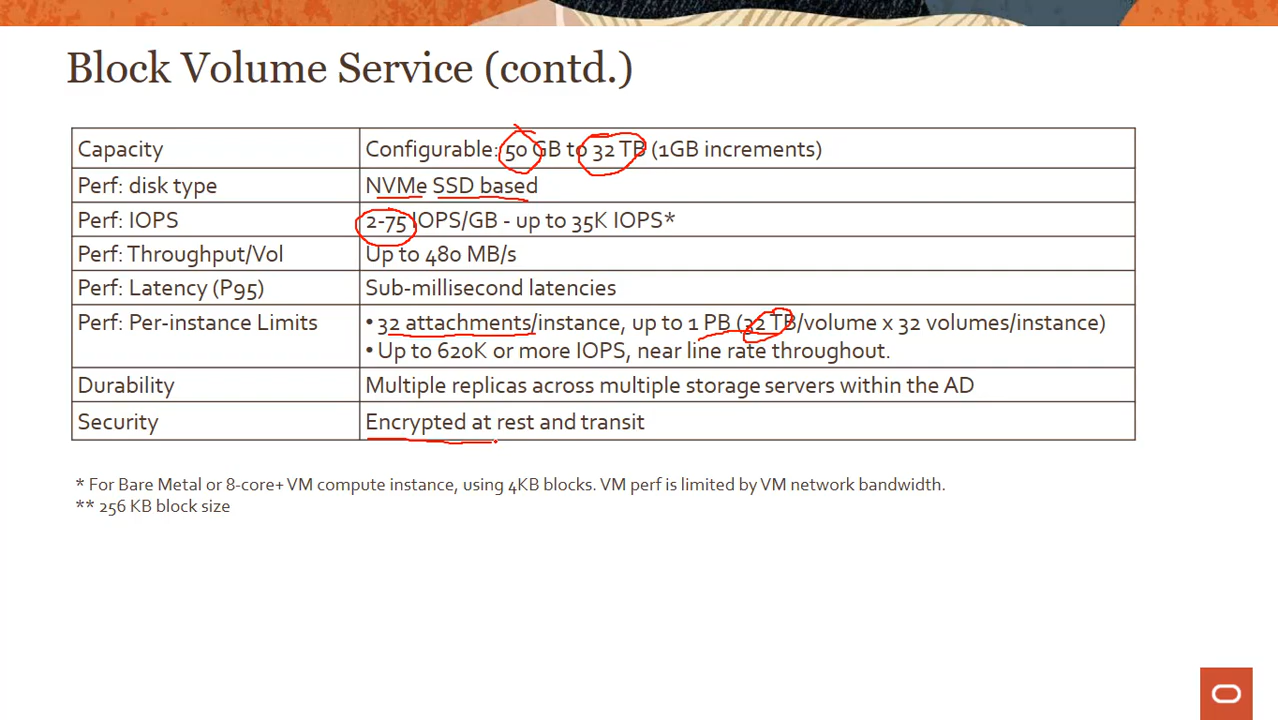 Block Volume Service (contd.)
Capacity Configurable: 50 GB to 32 TB (1GB increments)
Perf: disk type NVMe SSD based
Perf: IOPS 2-75 IOPS/GB - up to 35K IOPS*
Perf: Throughput/Vol Up to 480 MB/s
Perf: Latency (P95) Sub-millisecond latencies
Perf: Per-instance Limits • 32 attachments/instance, up to 1 PB (32 TB/volume x 32 volumes/instance)
• Up to 620K or more IOPS, near line rate throughout.
Durability Multiple replicas across multiple storage servers within the AD
Security Encrypted at rest and transit
* For Bare Metal or 8-core+ VM compute instance, using 4KB blocks. VM perf is limited by VM network bandwidth.
** 256 KB block size